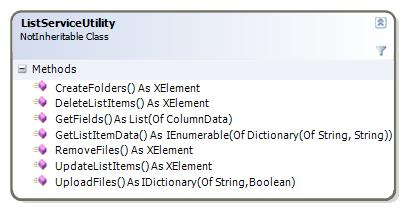 ListServiceUtility
NotInheritable Class
Methods
CreateFolders() As XElement
DeleteListItems() As XElement
GetFields() As List(Of ColumnData)
GetListItemData() As IEnumerable(Of Dictionary(Of String, String))
RemoveFiles() As XElement
UpdateListItems() As XElement
UploadFiles() As IDictionary(Of String,Boolean)